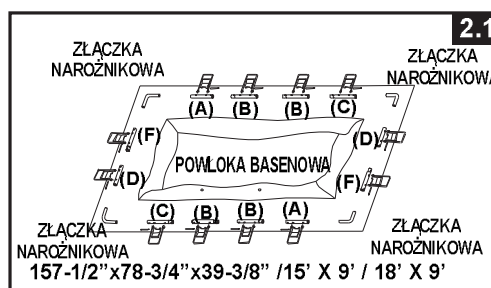 2.1
ZŁĄCZKA
NAROŻNIKOWA
ZŁĄCZKA
NAROŻNIKOWA
(A) (B) (B) (C)
(F) (D)
POWLOKA BASENOWA
(D) (F)
(C) (B) (B) (A)
ZŁĄCZKA
NAROŻNIKOWA
ZŁĄCZKA
NAROŻNIKOWA
157-1/2”x78-3/4”x39-3/8” /15’ X 9’ / 18’ X 9’